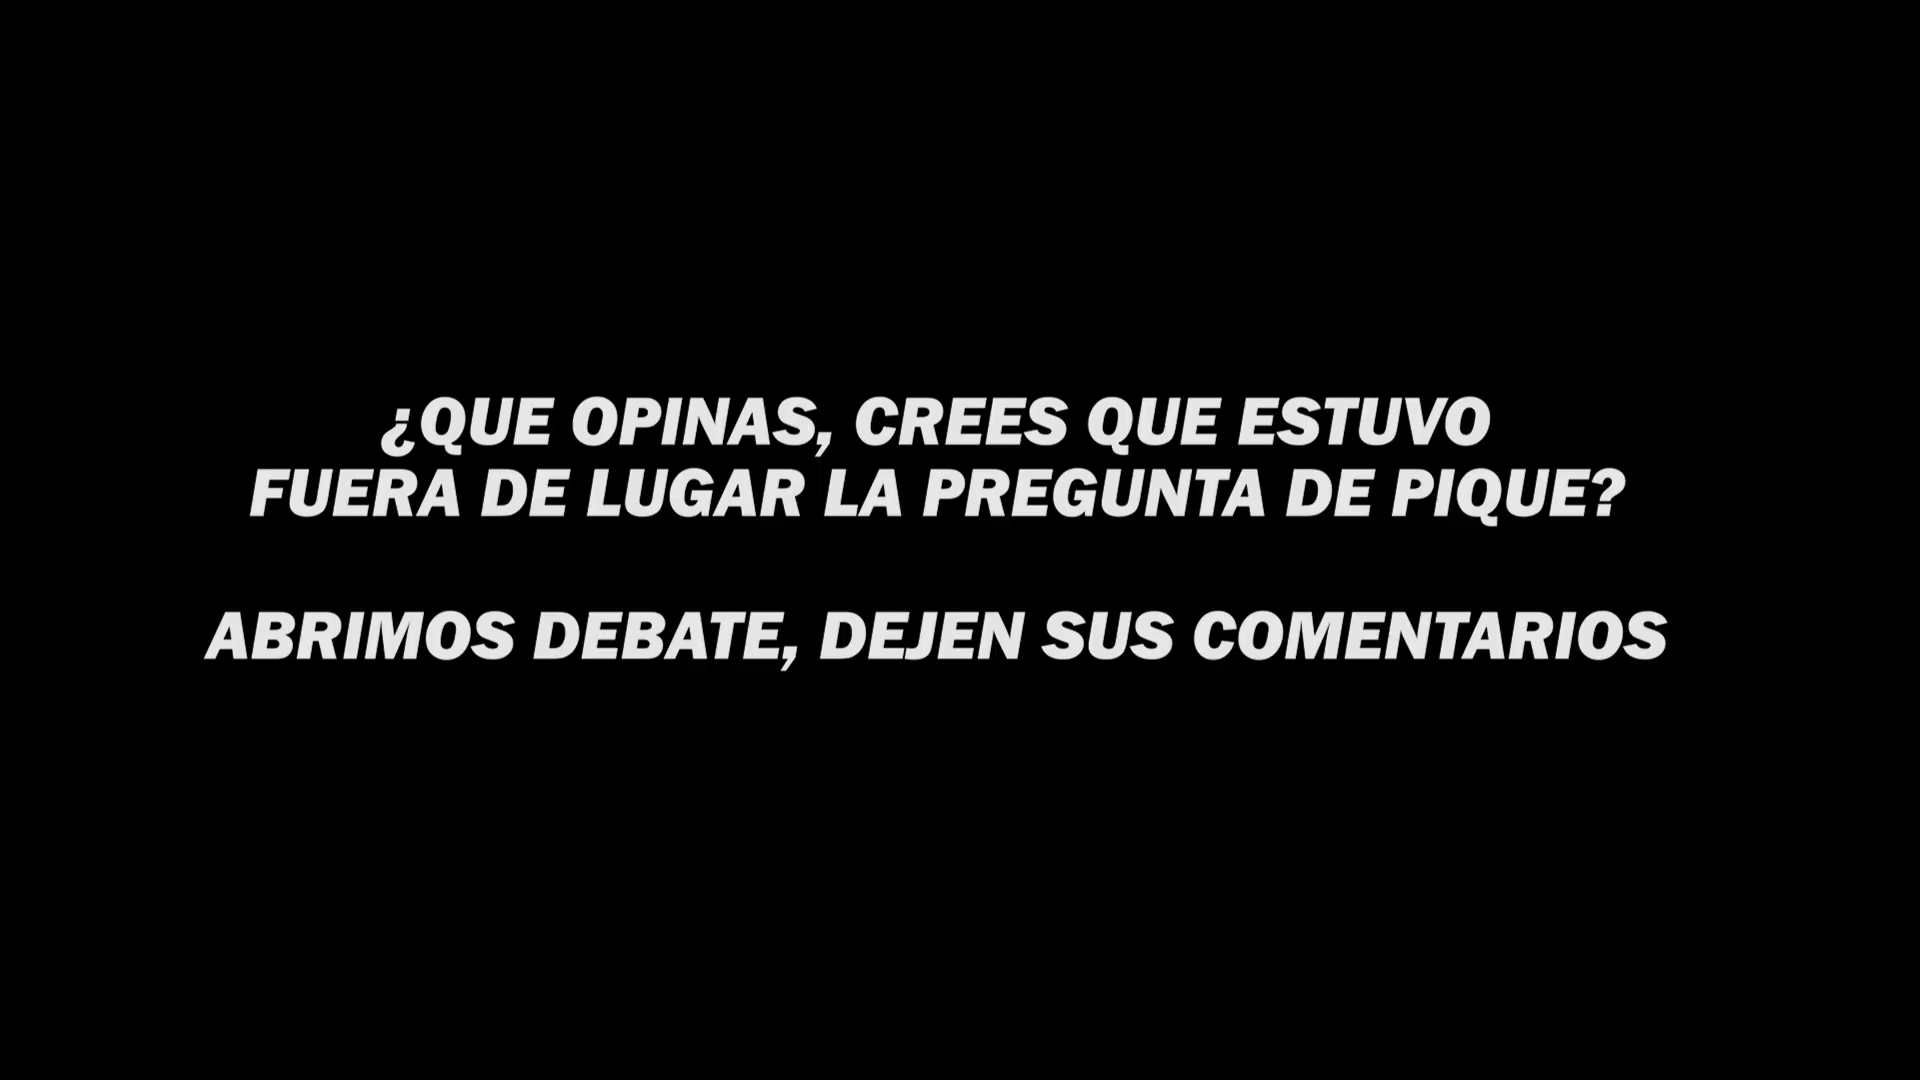 ¿QUE OPINAS, CREES QUE ESTUVO
FUERA DE LUGAR LA PREGUNTA DE PIQUE?
ABRIMOS DEBATE, DEJEN SUS COMENTARIOS